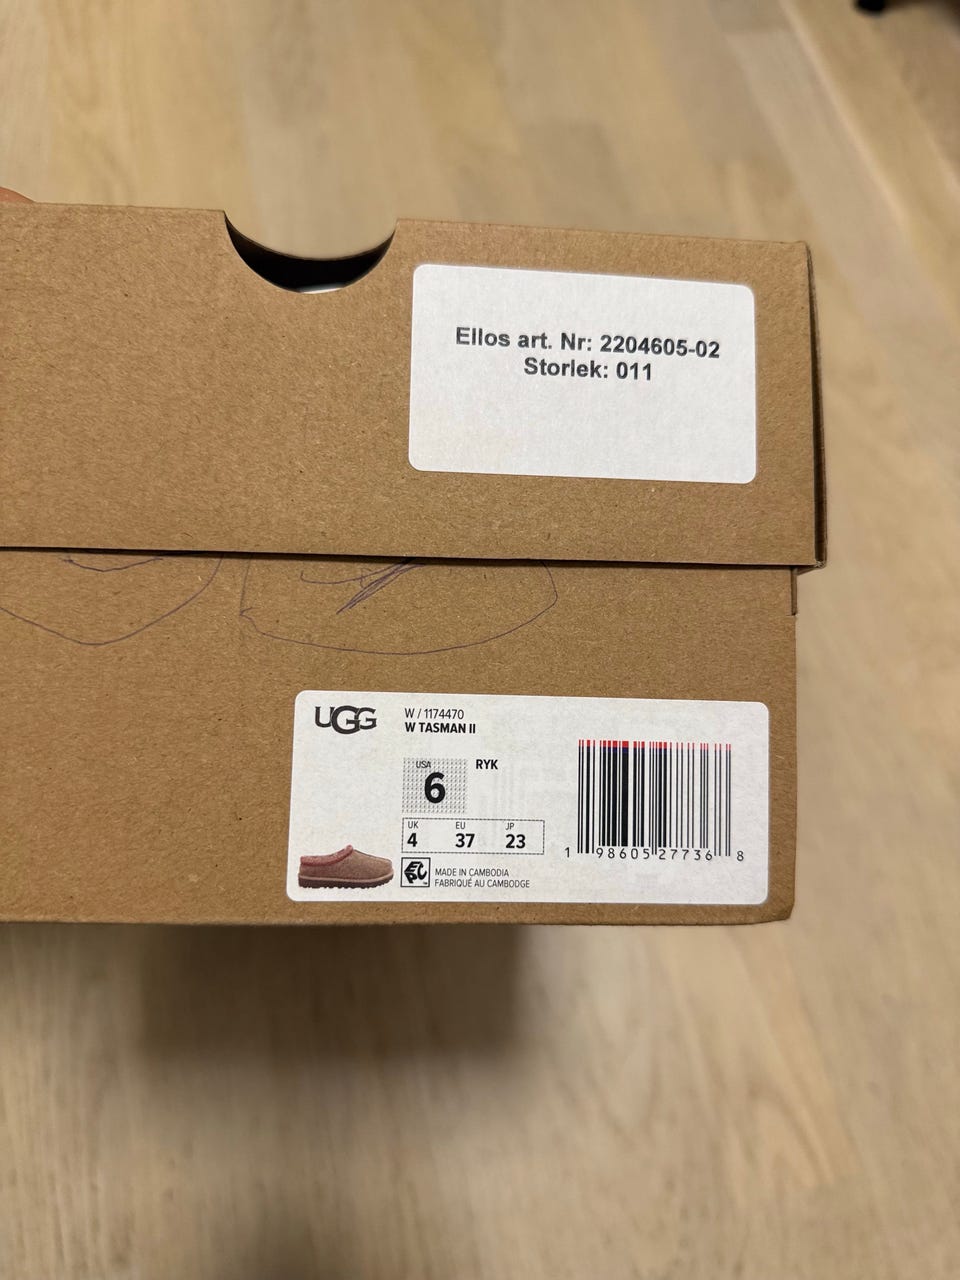 Ellos art. Nr: 2204605-02
Storlek: 011
UGG
W / 1174470
W TASMAN II
USA
6
RYK
UK EU JP
4 37 23
MADE IN CAMBODIA
FABRIQUÉ AU CAMBODGE
1 98605 27736 8